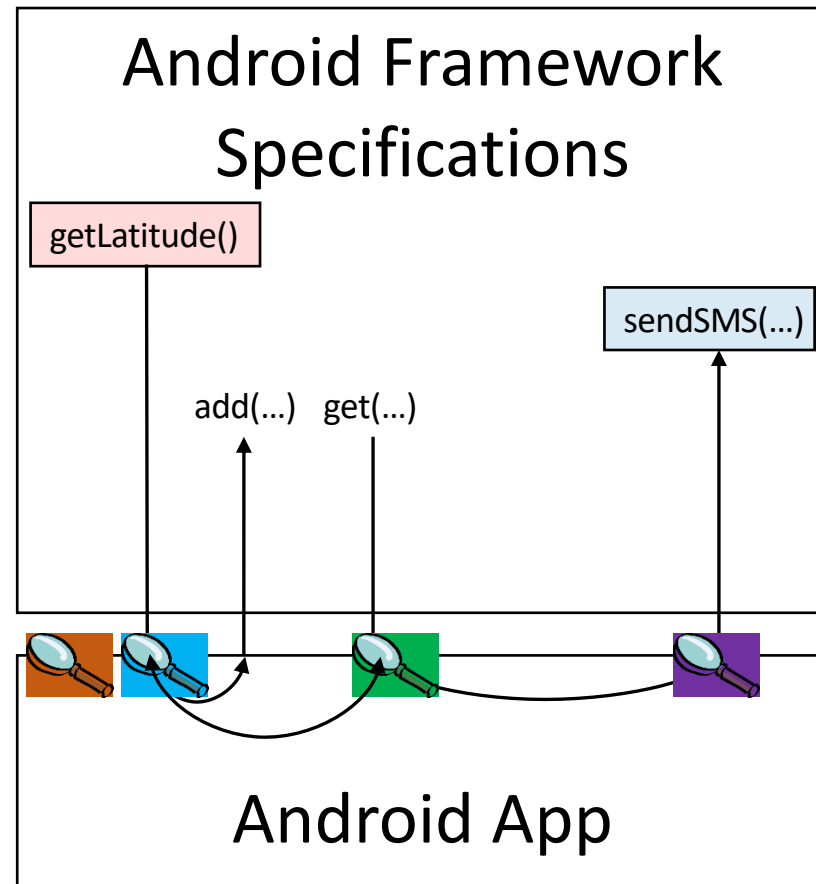 Android Framework
Specifications
getLatitude()
sendSMS(…)
add(…) get(…)
Android App